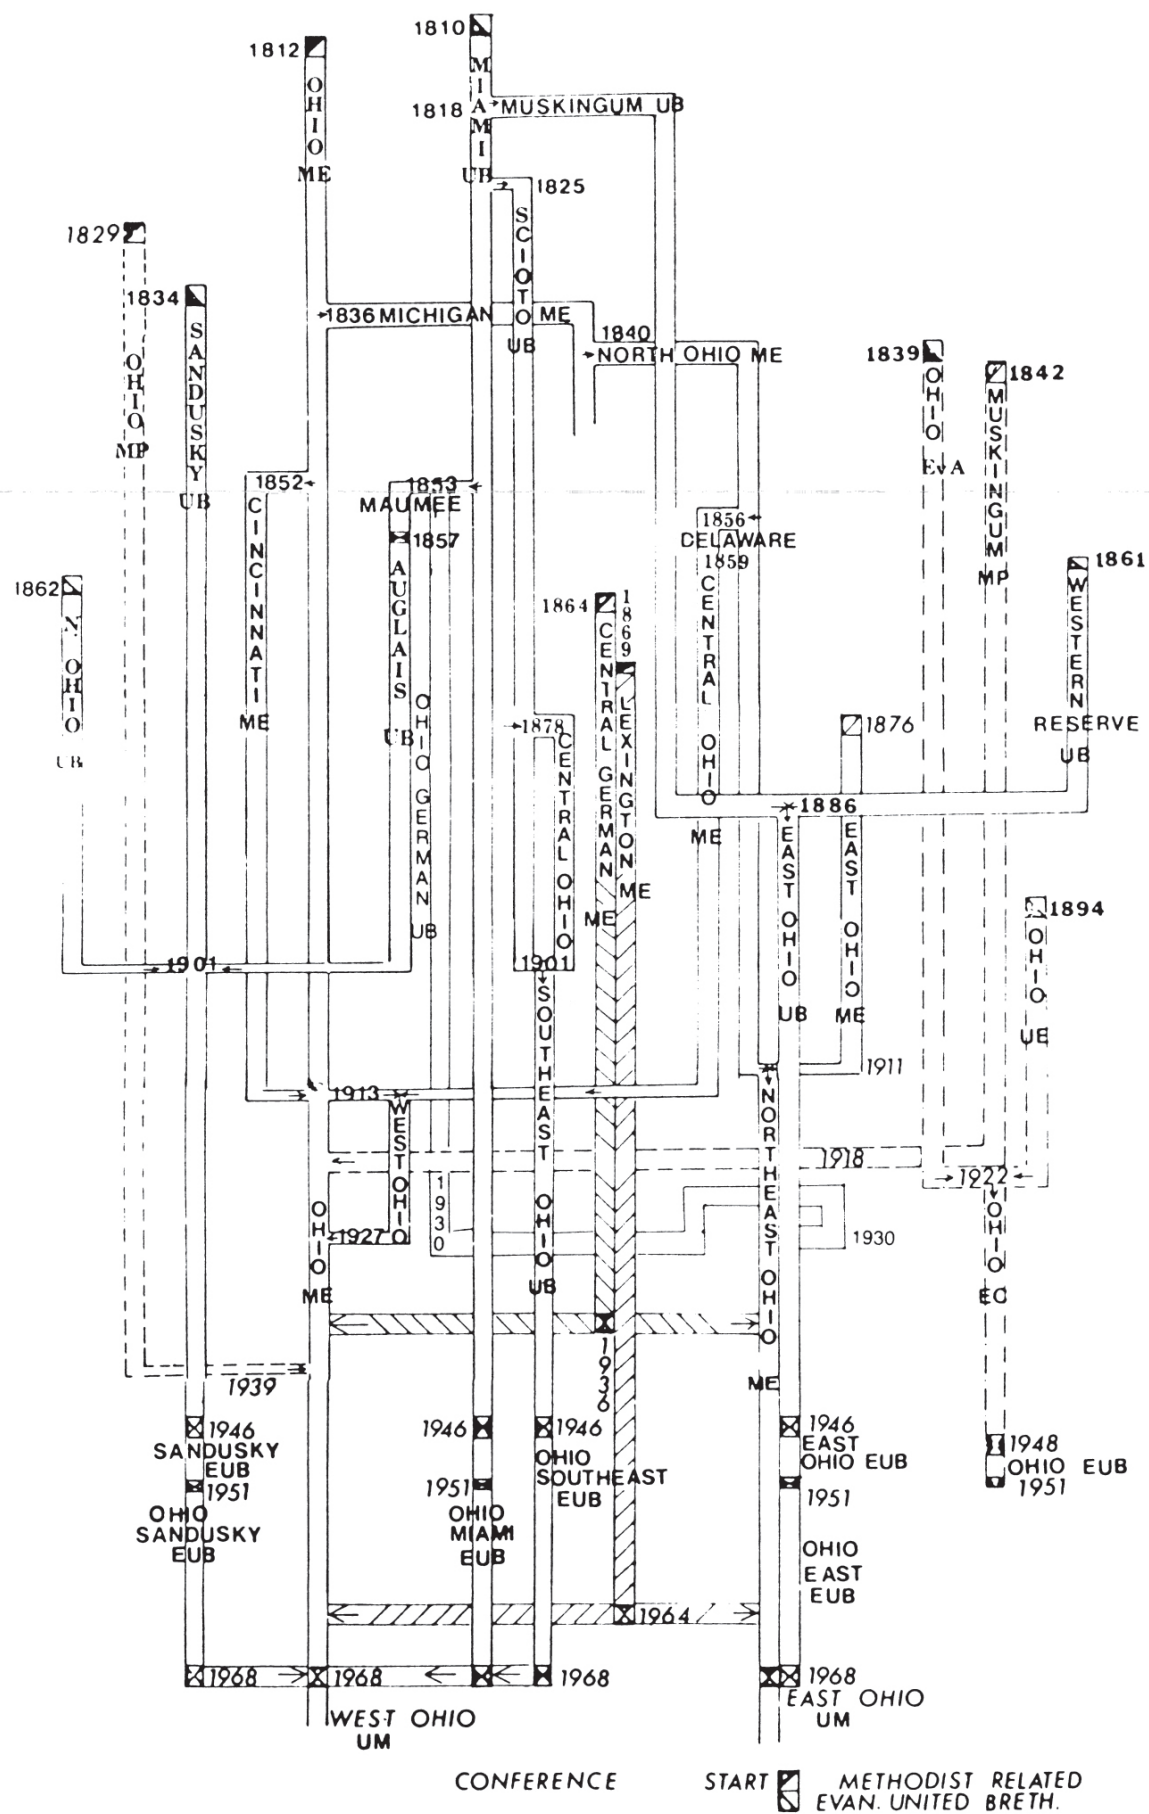 1810
1812
MIAMI UB
OHIO ME
1818
MUSKINGUM UB
1825
SCIOTO UB
1829
OHIO MP
1834
SANDUSKY UB
1836 MICHIGAN ME
1840
NORTH OHIO ME
1839
OHIO EvA
1842
MUSKINGUM MP
1852
CINCINNATI ME
1853
MAUMEE
1857
AUGLAIS UB
OHIO GERMAN UB
1856
DELAWARE
1859
CENTRAL OHIO ME
1861
WESTERN
RESERVE
UB
1862
N. OHIO UB
1864
CENTRAL GERMAN ME
1869
LEXINGTON ME
1876
EAST OHIO ME
1878
CENTRAL OHIO
1886
EAST OHIO UB
1894
OHIO UE
1901
1901
SOUTHEAST OHIO UB
1911
NORTHEAST OHIO ME
1913
WEST OHIO
1918
1922
OHIO EC
1930
1927
1930
OHIO ME
1936
1939
1946
SANDUSKY
EUB
1951
OHIO
SANDUSKY
EUB
1946
1951
OHIO
MIAMI
EUB
1946
OHIO
SOUTHEAST
EUB
1946
EAST
OHIO EUB
1951
OHIO
EAST
EUB
1948
OHIO EUB
1951
1964
1968
1968
1968
1968
WEST OHIO
UM
EAST OHIO
UM
CONFERENCE START METHODIST RELATED
EVAN. UNITED BRETH.